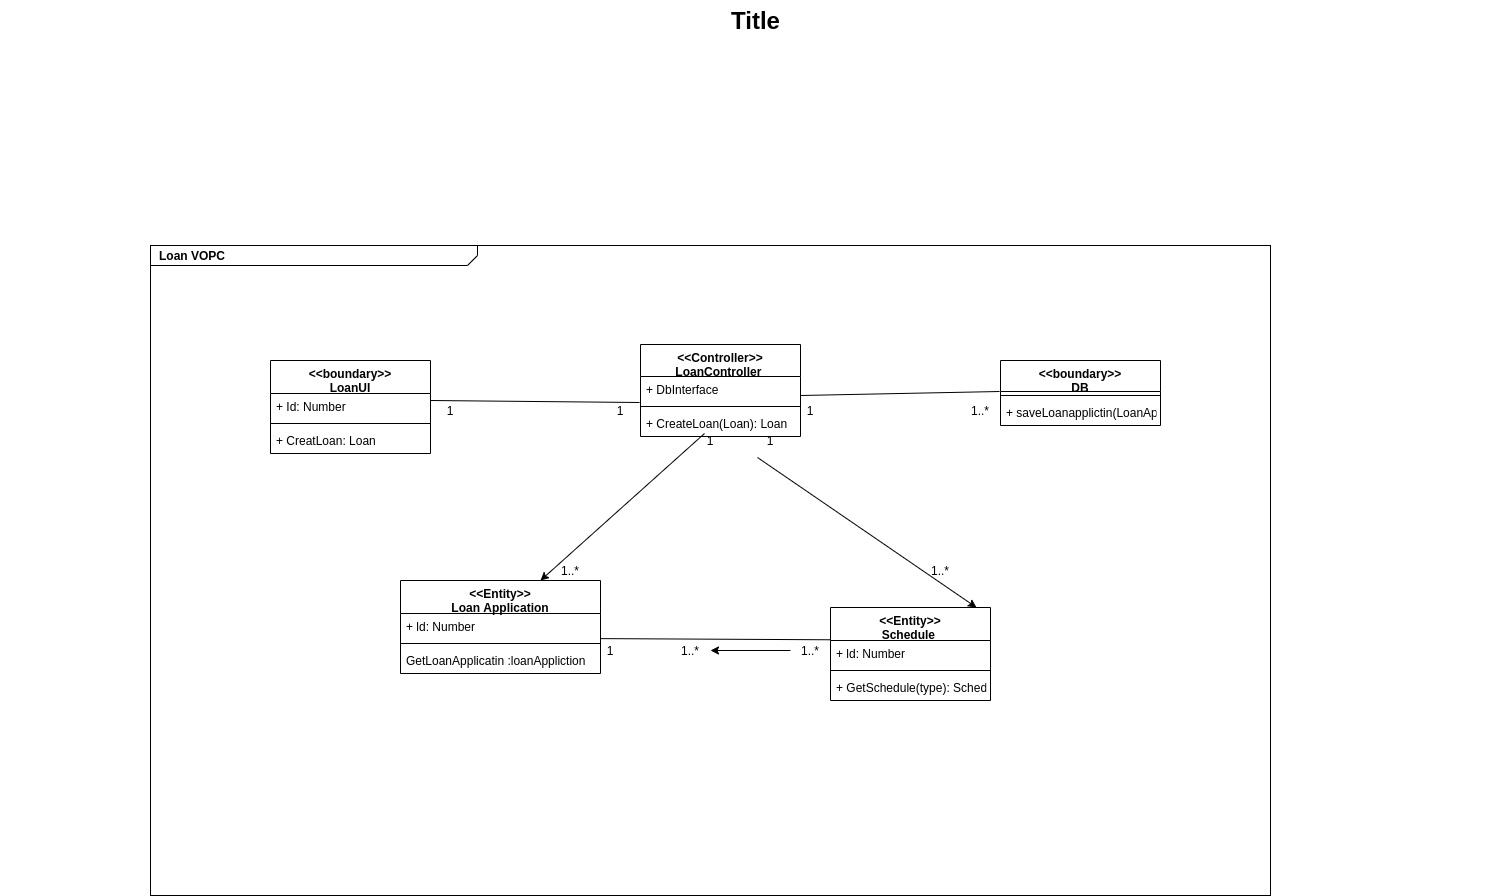 Title
Loan VOPC
<<boundary>>
LoanUI
+ Id: Number
+ CreatLoan: Loan
1
1
<<Controller>>
LoanController
+ DbInterface
+ CreateLoan(Loan): Loan
1
1..*
<<boundary>>
DB
+ saveLoanapplictin(LoanAp
1
1
1..*
1..*
<<Entity>>
Loan Application
+ Id: Number
GetLoanApplicatin :loanAppliction
1
1..*
1..*
<<Entity>>
Schedule
+ Id: Number
+ GetSchedule(type): Sched